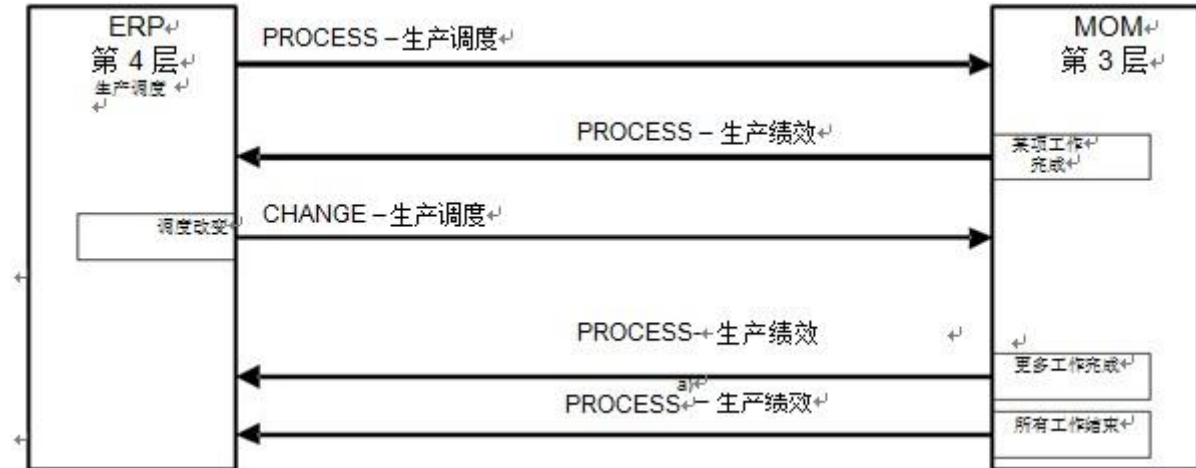 ERP
第 4 层
生产调度
PROCESS – 生产调度
MOM
第 3 层
PROCESS – 生产绩效
某项工作
完成
调度改变
CHANGE – 生产调度
PROCESS- 生产绩效
更多工作完成
a)
PROCESS – 生产绩效
所有工作结束